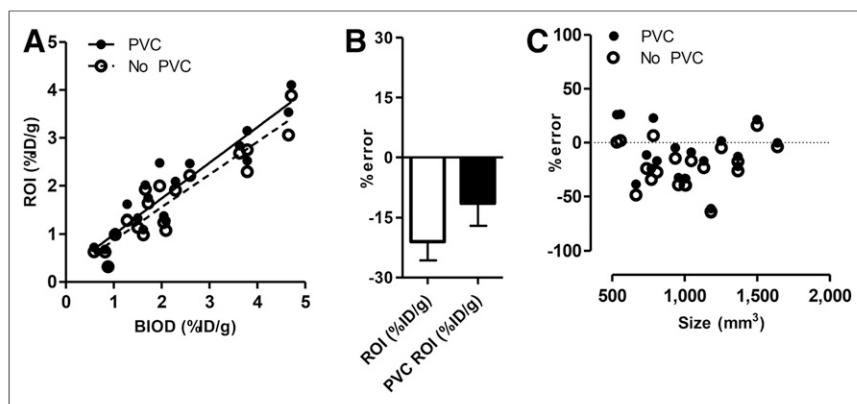 A
PVC
No PVC
5
4
3
2
1
0
ROI (%ID/g)
0 1 2 3 4 5
BIOD (%ID/g)
B
30
15
0
-15
-30
%error
ROI (%ID/g)
PVC ROI (%ID/g)
C
PVC
No PVC
100
50
0
-50
-100
%error
500 1,000 1,500 2,000
Size (mm³)